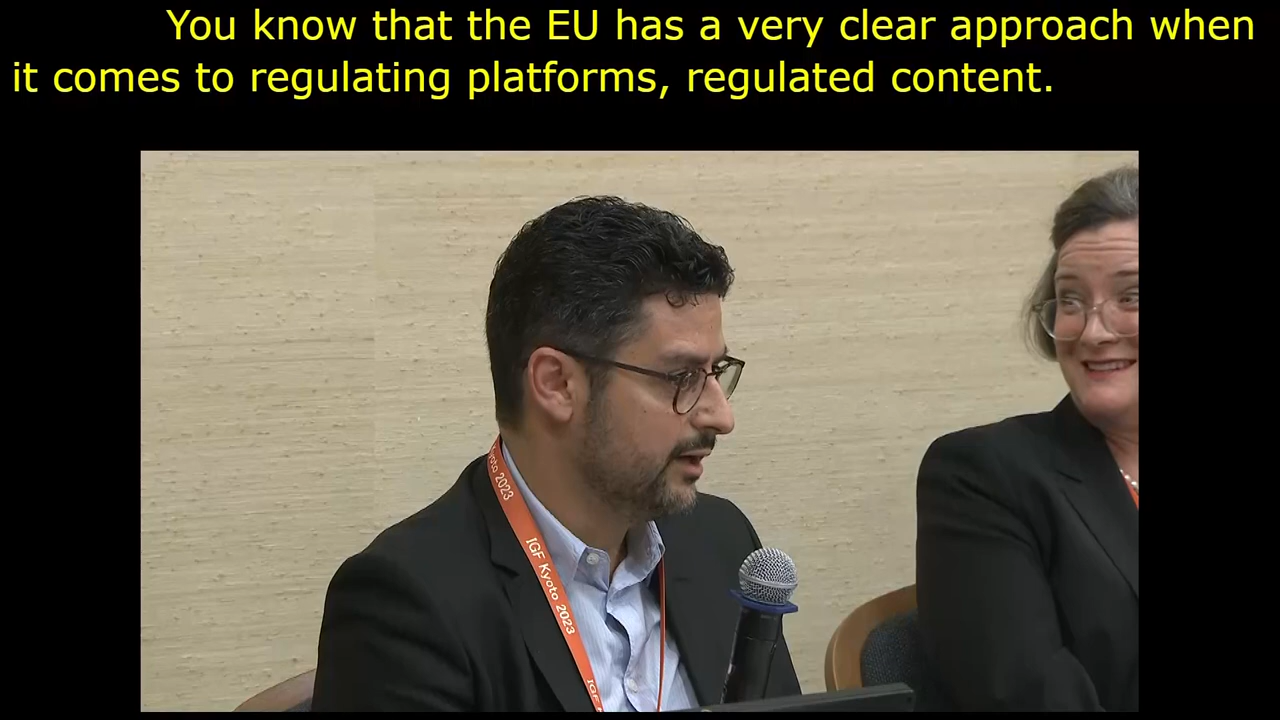 You know that the EU has a very clear approach when
it comes to regulating platforms, regulated content.
Kyoto 2023
IGF Kyoto 2023
IGF